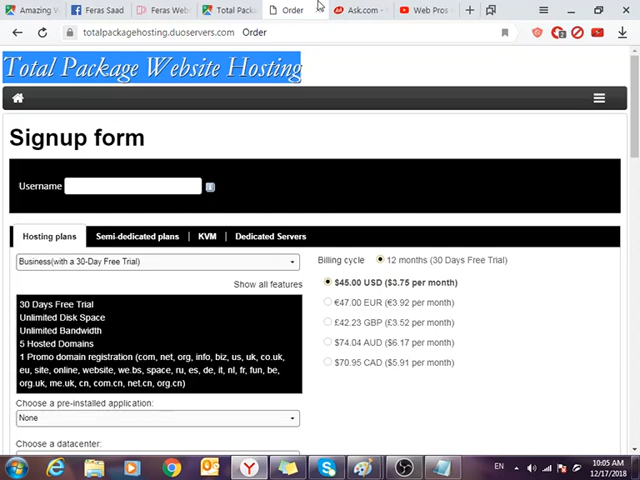 Amazing V
Feras Saad
Feras Web
Total Packa
Order
Ask.com -
Web Pros
totalpackagehosting.duoservers.com Order
Total Package Website Hosting
Signup form
Username
Hosting plans Semi-dedicated plans KVM Dedicated Servers
Business(with a 30-Day Free Trial)
Billing cycle 12 months (30 Days Free Trial)
Show all features
$45.00 USD ($3.75 per month)
€47.00 EUR (€3.92 per month)
£42.23 GBP (£3.52 per month)
$74.04 AUD ($6.17 per month)
$70.95 CAD ($5.91 per month)
30 Days Free Trial
Unlimited Disk Space
Unlimited Bandwidth
5 Hosted Domains
1 Promo domain registration (com, net, org, info, biz, us, uk, co.uk,
eu, site, online, website, we.bs, space, ru, es, de, it, nl, fr, fun, be,
org.uk, me.uk, cn, com.cn, net.cn, org.cn)
Choose a pre-installed application:
None
Choose a datacenter:
EN
10:05 AM
12/17/2018